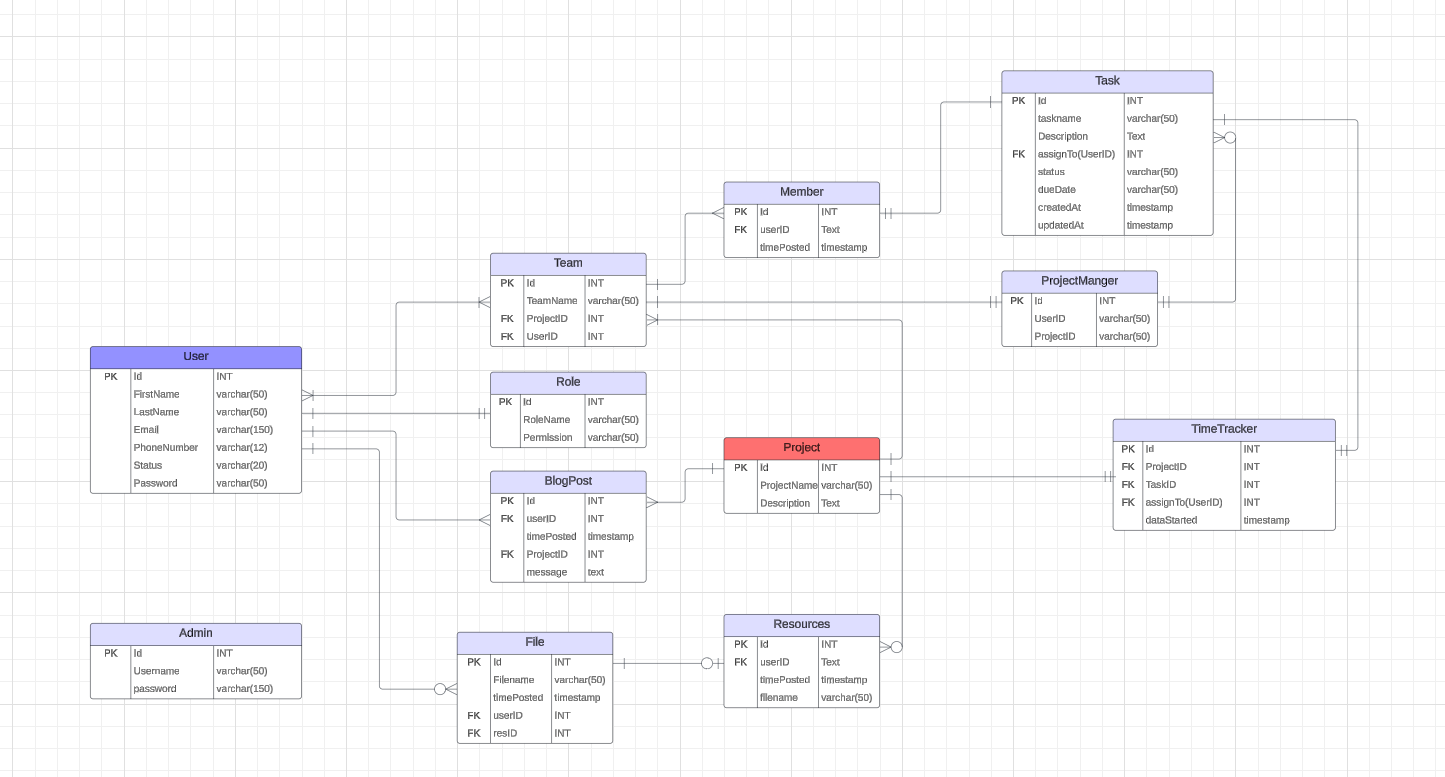 Task
PK Id INT
taskname varchar(50)
Description Text
FK assignTo(UserID) INT
status varchar(50)
dueDate varchar(50)
createdAt timestamp
updatedAt timestamp
Member
PK Id INT
FK userID Text
timePosted timestamp
Team
PK Id INT
TeamName varchar(50)
FK ProjectID INT
FK UserID INT
ProjectManger
PK Id INT
UserID varchar(50)
ProjectID varchar(50)
User
PK Id INT
FirstName varchar(50)
LastName varchar(50)
Email varchar(150)
PhoneNumber varchar(12)
Status varchar(20)
Password varchar(50)
Role
PK Id INT
RoleName varchar(50)
Permission varchar(50)
Project
PK Id INT
ProjectName varchar(50)
Description Text
TimeTracker
PK Id INT
FK ProjectID INT
FK TaskID INT
FK assignTo(UserID) INT
dataStarted timestamp
BlogPost
PK Id INT
FK userID INT
timePosted timestamp
FK ProjectID INT
message text
Admin
PK Id INT
Username varchar(50)
password varchar(150)
File
PK Id INT
Filename varchar(50)
timePosted timestamp
FK userID INT
FK resID INT
Resources
PK Id INT
FK userID Text
timePosted timestamp
filename varchar(50)